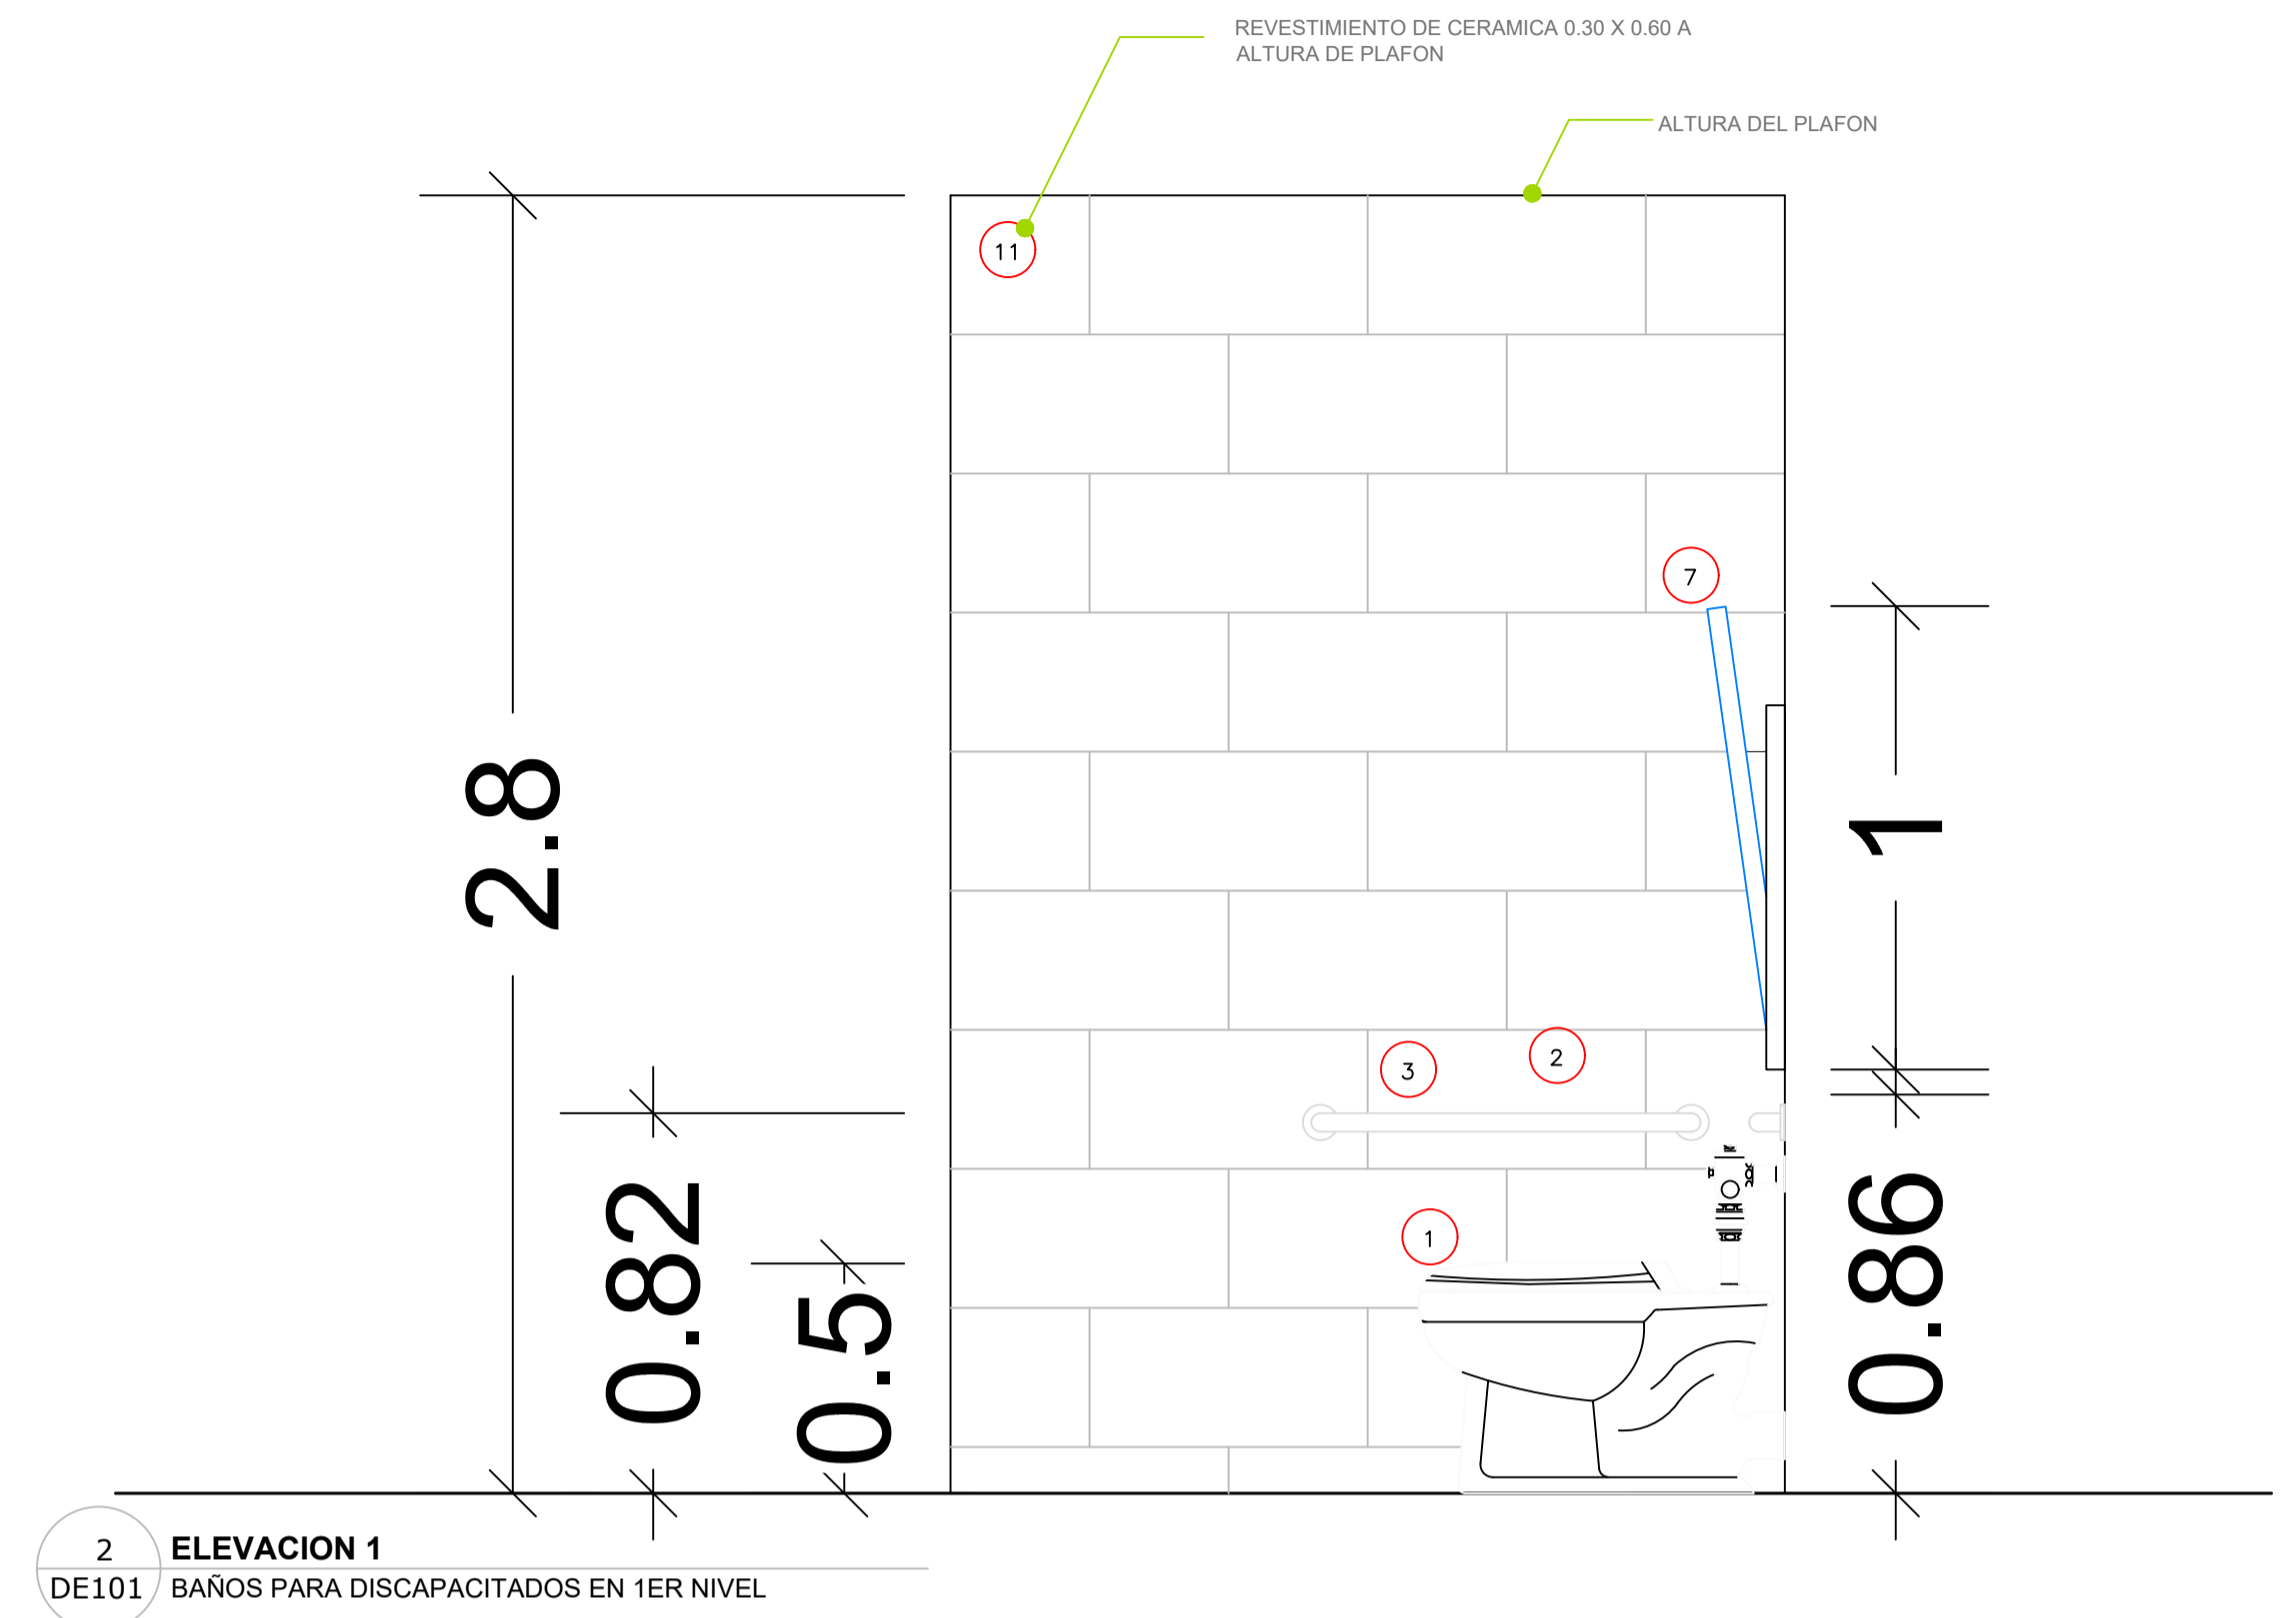 REVESTIMIENTO DE CERAMICA 0.30 X 0.60 A
ALTURA DE PLAFON
ALTURA DEL PLAFON
11
7
2.8
1
3
2
0.82
0.86
1
0.5
2
ELEVACION 1
DE101
BAÑOS PARA DISCAPACITADOS EN 1ER NIVEL